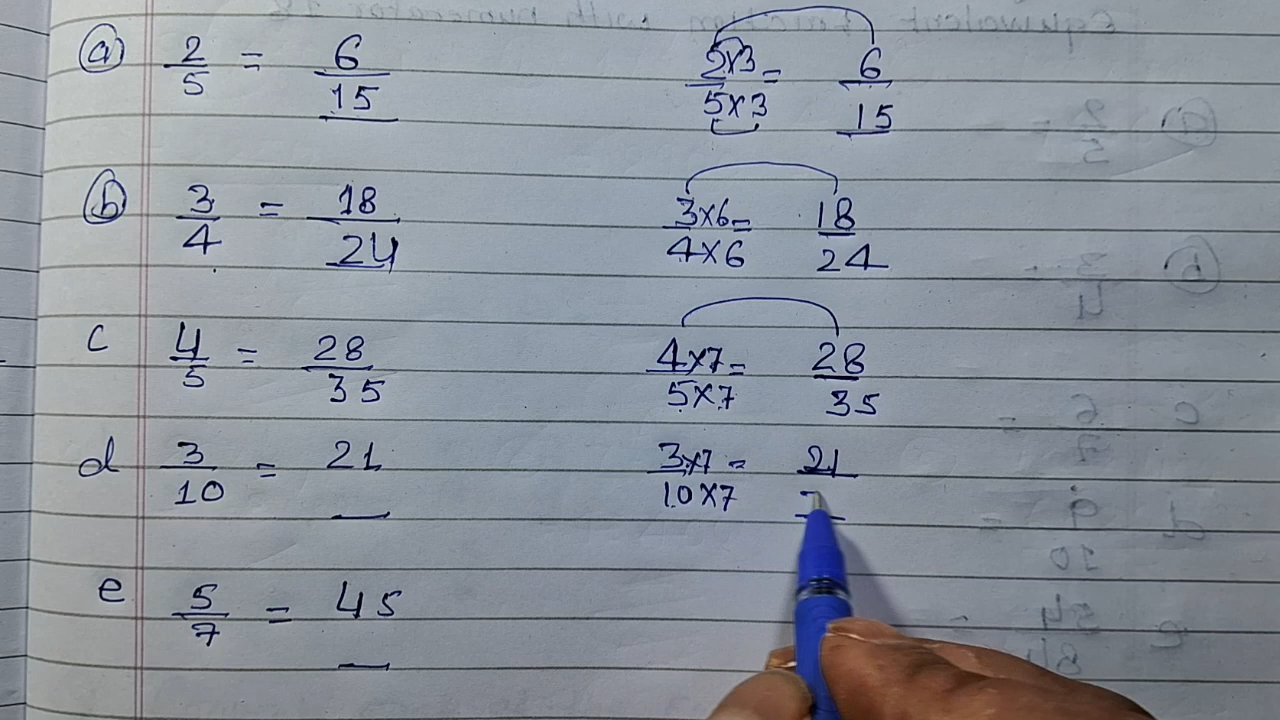 ⓐ 2/5 = 6/15    2×3/5×3 = 6/15
ⓑ 3/4 = 18/24    3×6/4×6 = 18/24
c 4/5 = 28/35    4×7/5×7 = 28/35
d 3/10 = 21/__    3×7/10×7 = 21/
e 5/7 = 45/__